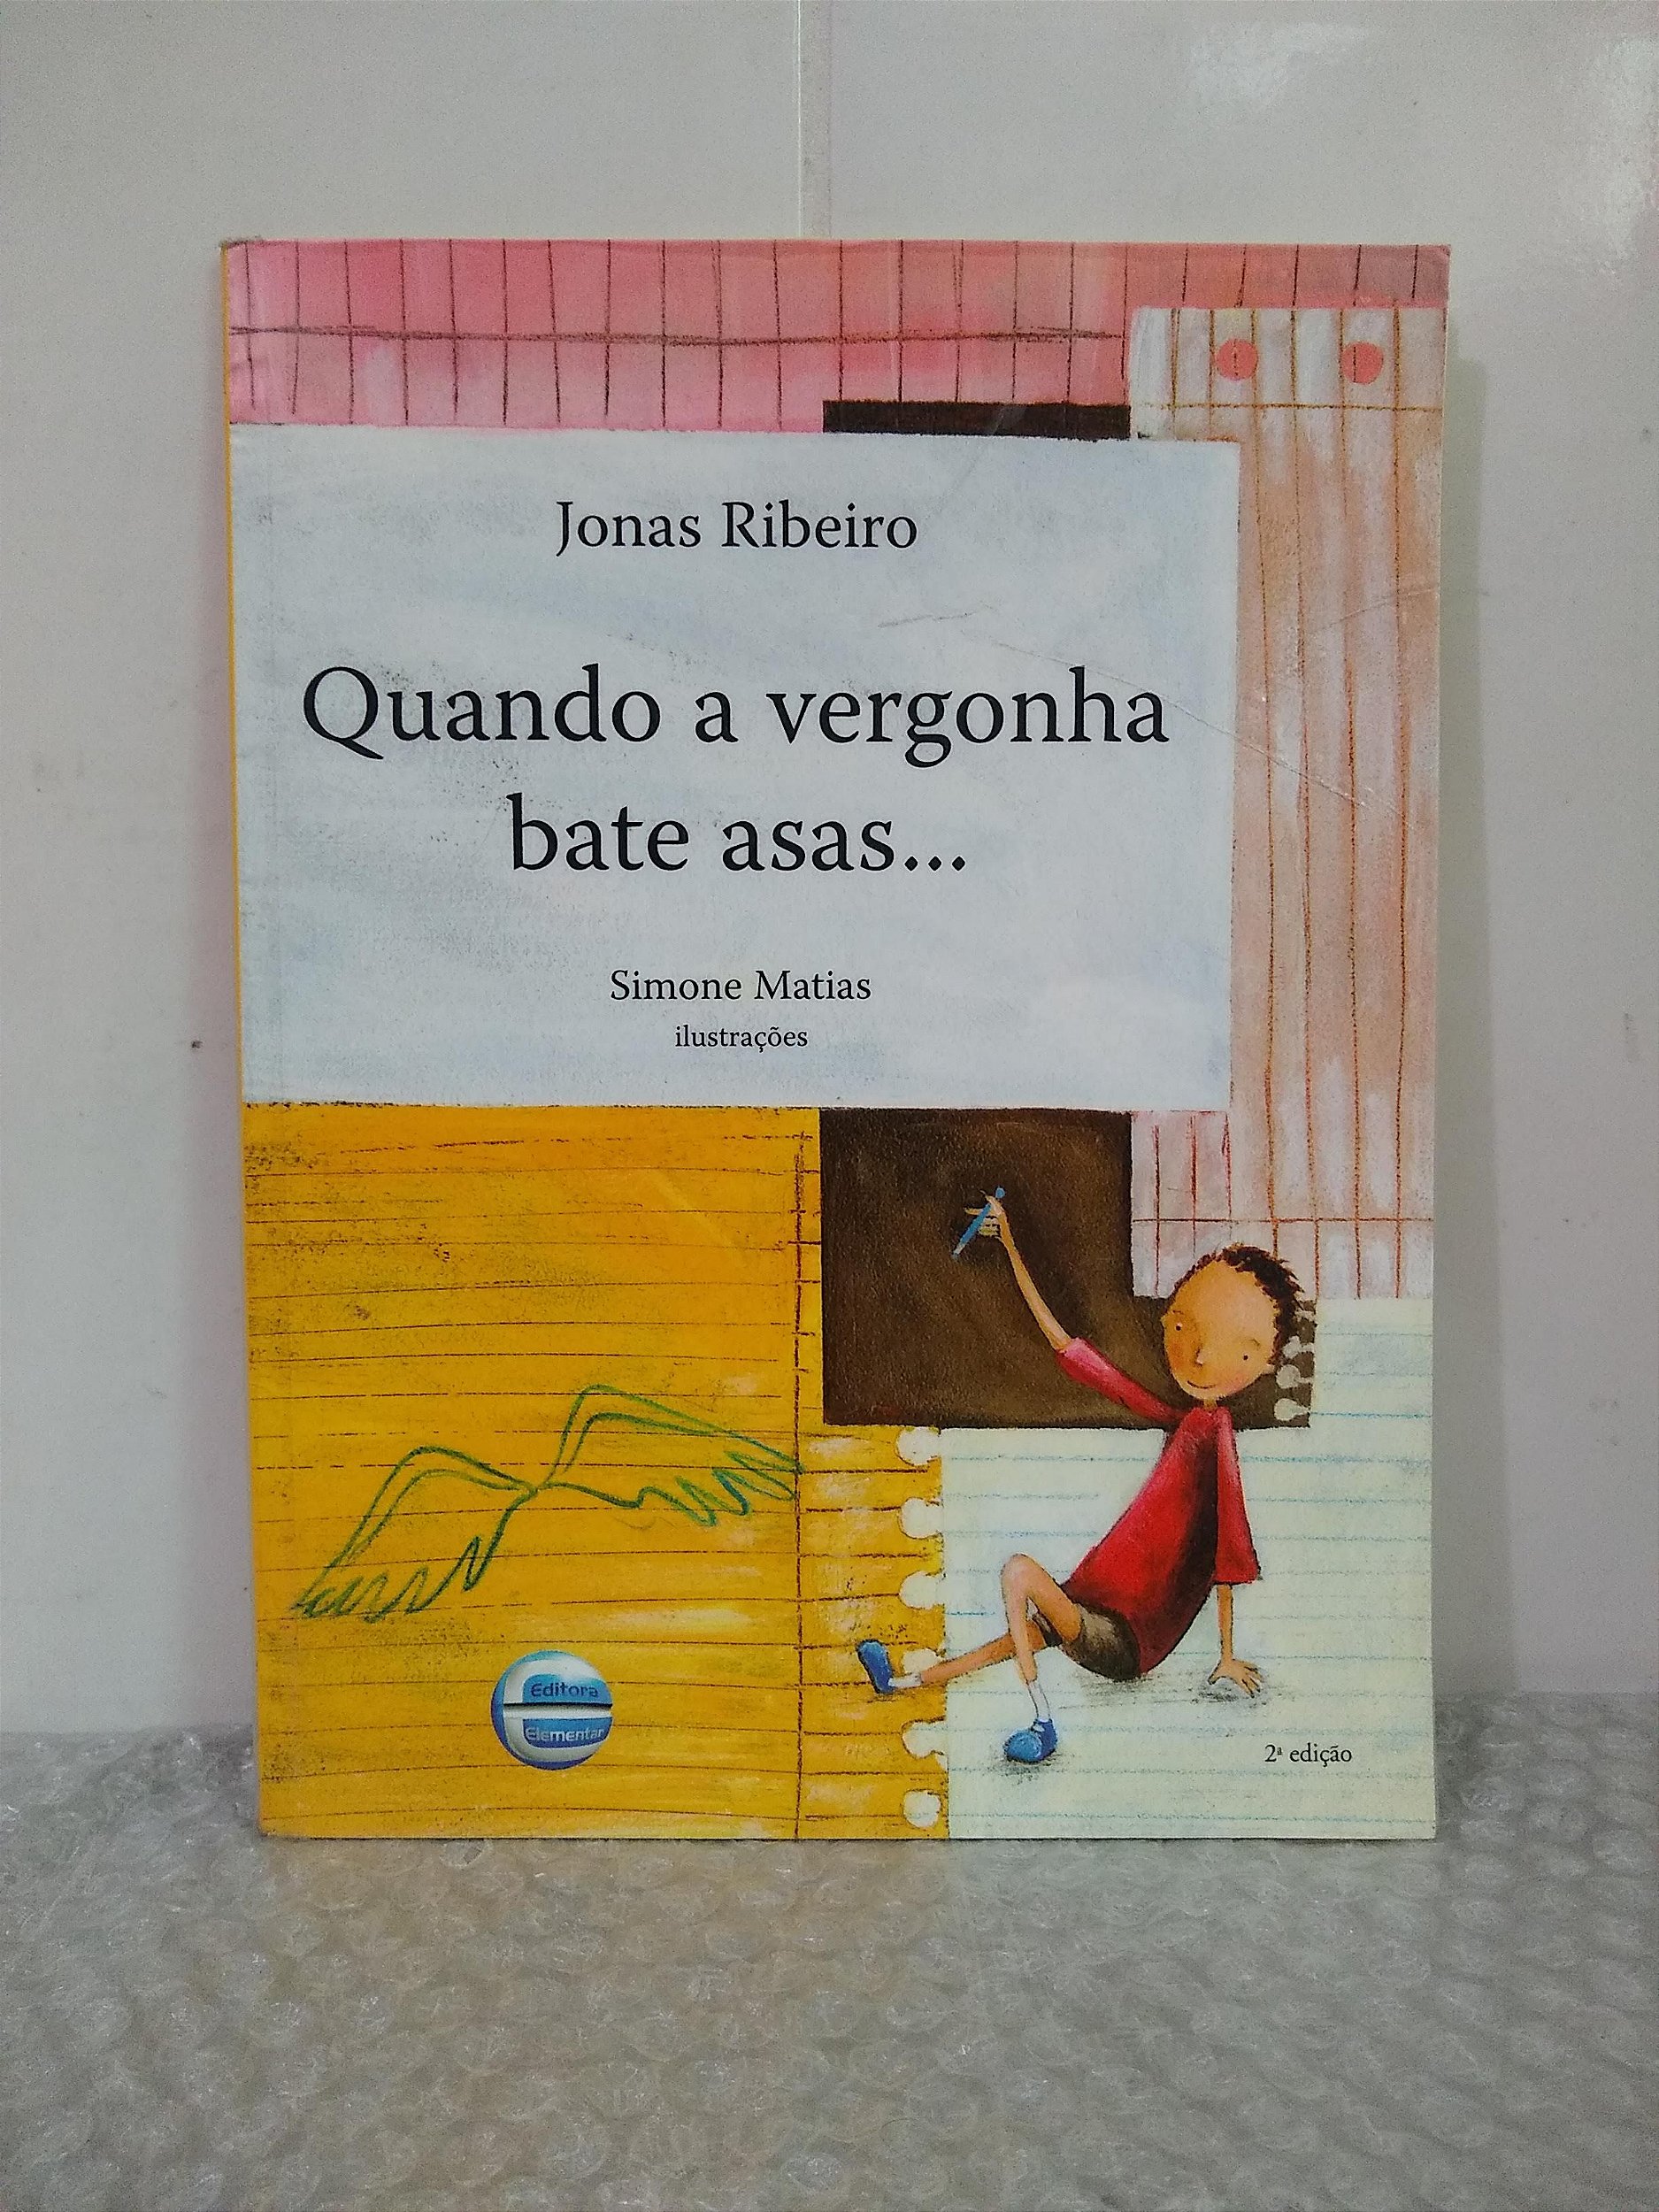 Jonas Ribeiro
Quando a vergonha
bate asas...
Simone Matias
ilustrações
Editora
Elementar
2ª edição